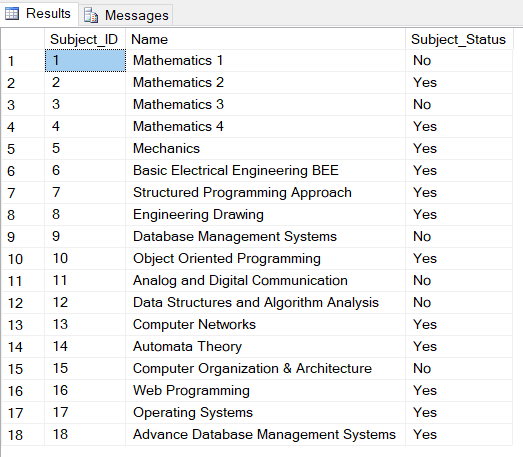 Results Messages
Subject_ID Name Subject_Status
1 1 Mathematics 1 No
2 2 Mathematics 2 Yes
3 3 Mathematics 3 No
4 4 Mathematics 4 Yes
5 5 Mechanics Yes
6 6 Basic Electrical Engineering BEE Yes
7 7 Structured Programming Approach Yes
8 8 Engineering Drawing Yes
9 9 Database Management Systems No
10 10 Object Oriented Programming Yes
11 11 Analog and Digital Communication No
12 12 Data Structures and Algorithm Analysis No
13 13 Computer Networks Yes
14 14 Automata Theory Yes
15 15 Computer Organization & Architecture No
16 16 Web Programming Yes
17 17 Operating Systems Yes
18 18 Advance Database Management Systems Yes